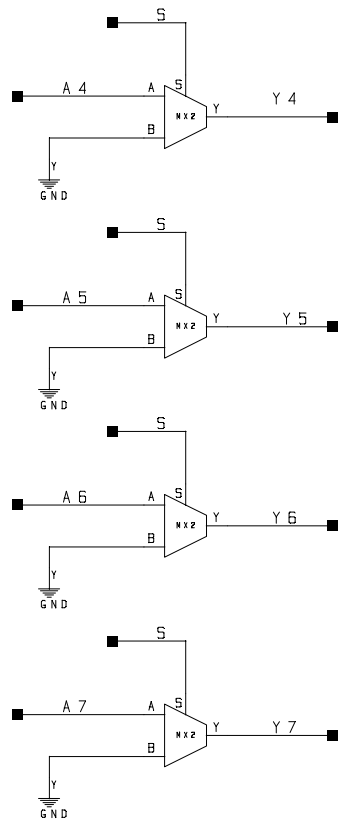 S
A 4 A S Y Y 4
MX2
B
Y
GND
S
A 5 A S Y Y 5
MX2
B
Y
GND
S
A 6 A S Y Y 6
MX2
B
Y
GND
S
A 7 A S Y Y 7
MX2
B
Y
GND